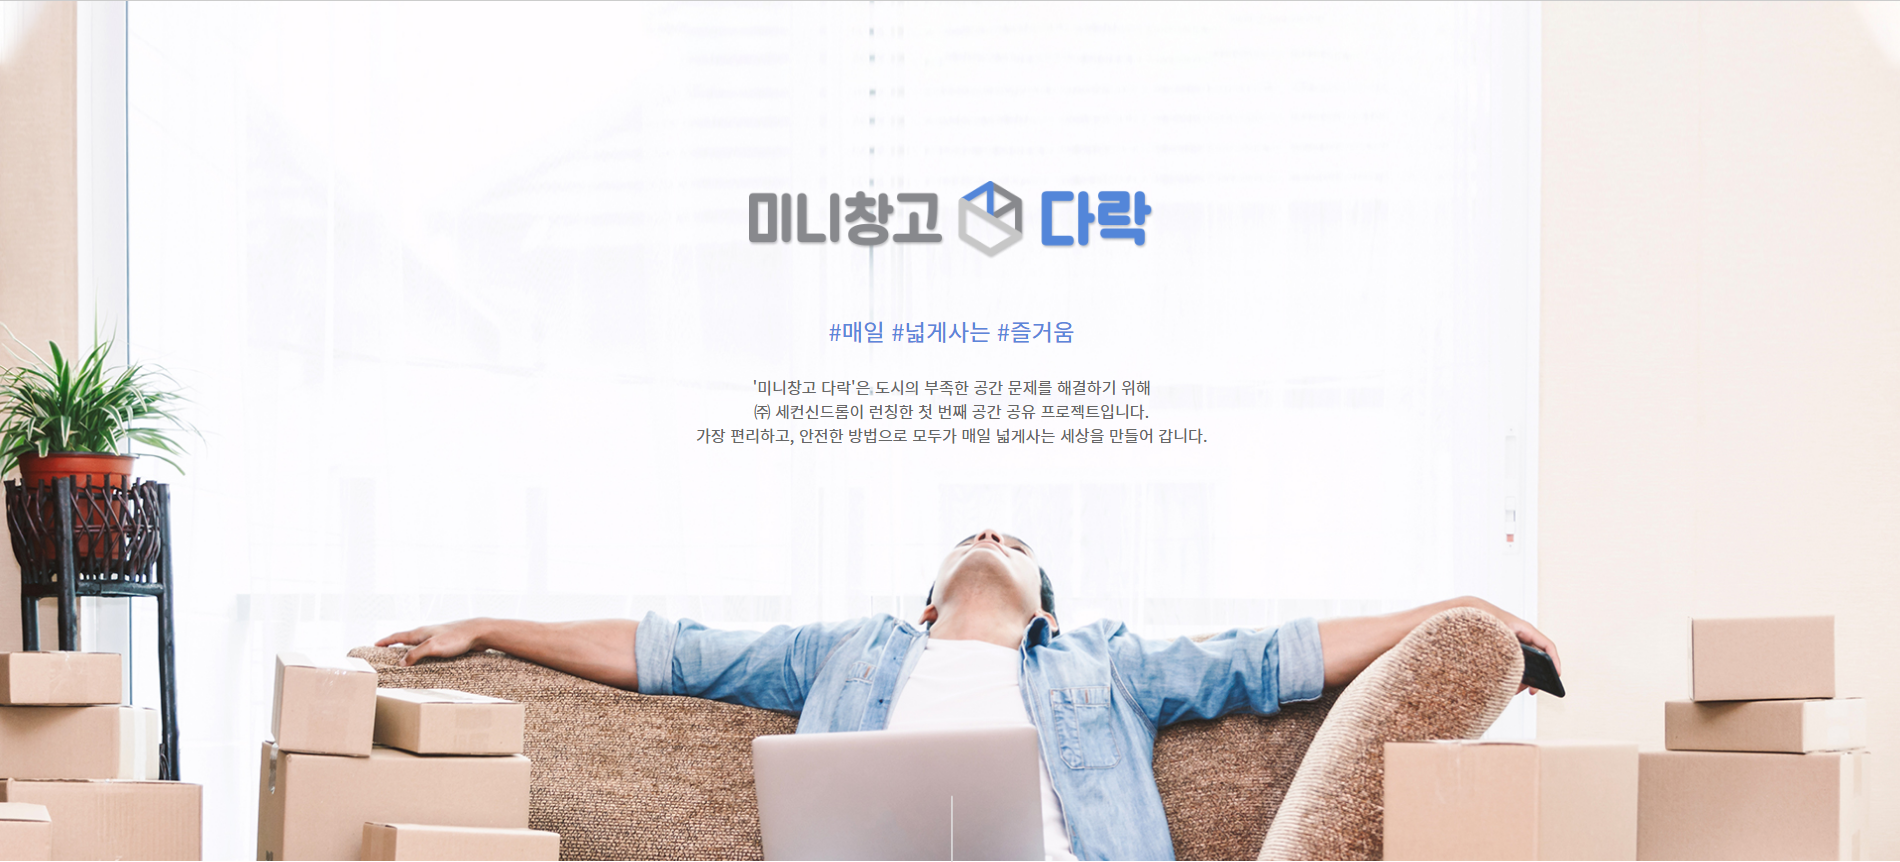 미니창고 다락
#매일 #넓게사는 #즐거움
'미니창고 다락'은 도시의 부족한 공간 문제를 해결하기 위해
㈜ 세컨신드롬이 런칭한 첫 번째 공간 공유 프로젝트입니다.
가장 편리하고, 안전한 방법으로 모두가 매일 넓게사는 세상을 만들어 갑니다.